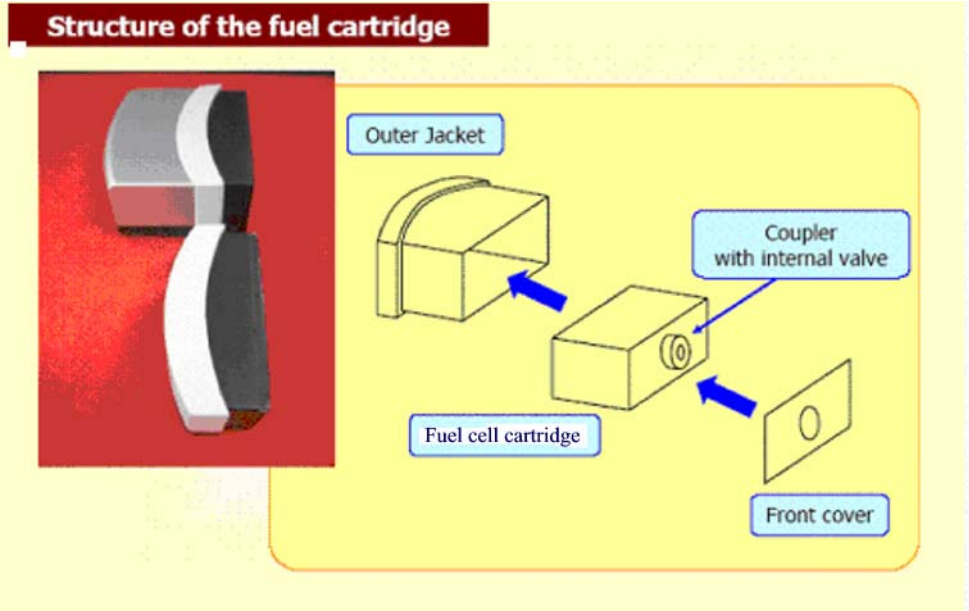 Structure of the fuel cartridge
Outer Jacket
Coupler
with internal valve
Fuel cell cartridge
Front cover